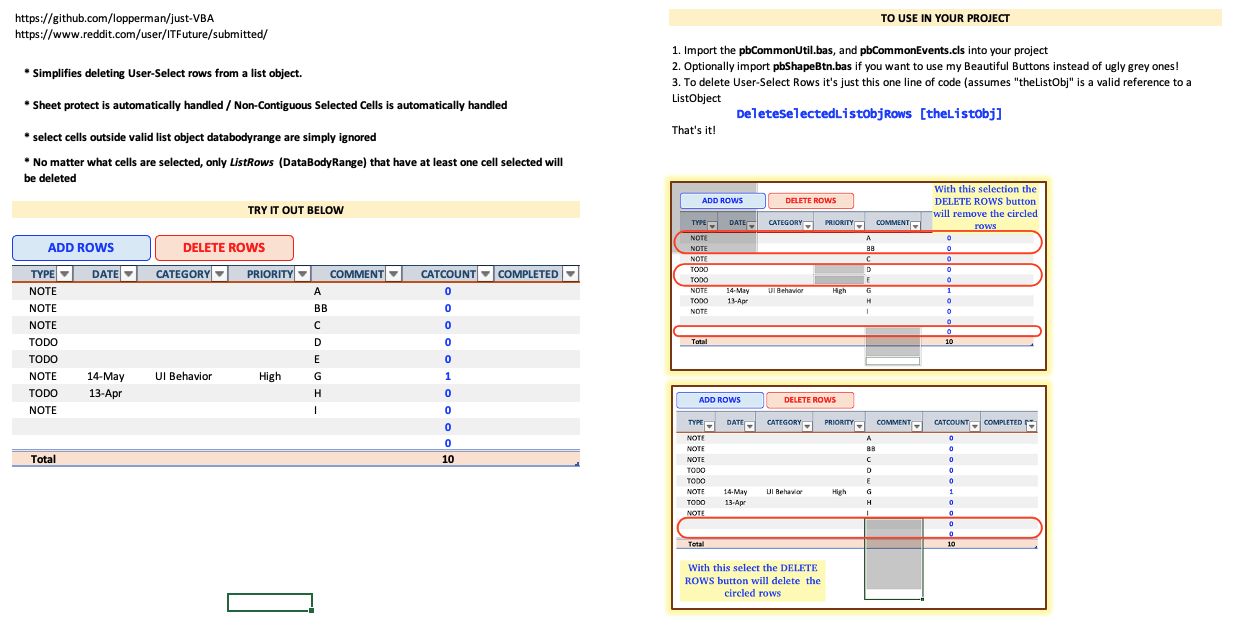 https://github.com/lopperman/just-VBA
https://www.reddit.com/user/ITFuture/submitted/
* Simplifies deleting User-Select rows from a list object.
* Sheet protect is automatically handled / Non-Contiguous Selected Cells is automatically handled
* select cells outside valid list object databodyrange are simply ignored
* No matter what cells are selected, only ListRows (DataBodyRange) that have at least one cell selected will
be deleted
TRY IT OUT BELOW
ADD ROWS DELETE ROWS
TYPE DATE CATEGORY PRIORITY COMMENT CATCOUNT COMPLETED
NOTE A 0
NOTE BB 0
NOTE C 0
TODO D 0
TODO E 0
NOTE 14-May UI Behavior High G 1
TODO 13-Apr H 0
NOTE I 0
0
0
Total 10
TO USE IN YOUR PROJECT
1. Import the pbCommonUtil.bas, and pbCommonEvents.cls into your project
2. Optionally import pbShapeBtn.bas if you want to use my Beautiful Buttons instead of ugly grey ones!
3. To delete User-Select Rows it's just this one line of code (assumes "theListObj" is a valid reference to a
ListObject
DeleteSelectedListObjRows [theListObj]
That's it!
ADD ROWS DELETE ROWS
With this selection the
DELETE ROWS button
will remove the circled
rows
TYPE DATE CATEGORY PRIORITY COMMENT
NOTE A 0
NOTE BB 0
NOTE C 0
TODO D 0
TODO E 0
NOTE 14-May UI Behavior High G 1
TODO 13-Apr H 0
NOTE I 0
0
0
Total 10
ADD ROWS DELETE ROWS
TYPE DATE CATEGORY PRIORITY COMMENT CATCOUNT COMPLETED
NOTE A 0
NOTE BB 0
NOTE C 0
TODO D 0
TODO E 0
NOTE 14-May UI Behavior High G 1
TODO 13-Apr H 0
NOTE I 0
0
0
Total 10
With this select the DELETE
ROWS button will delete the
circled rows